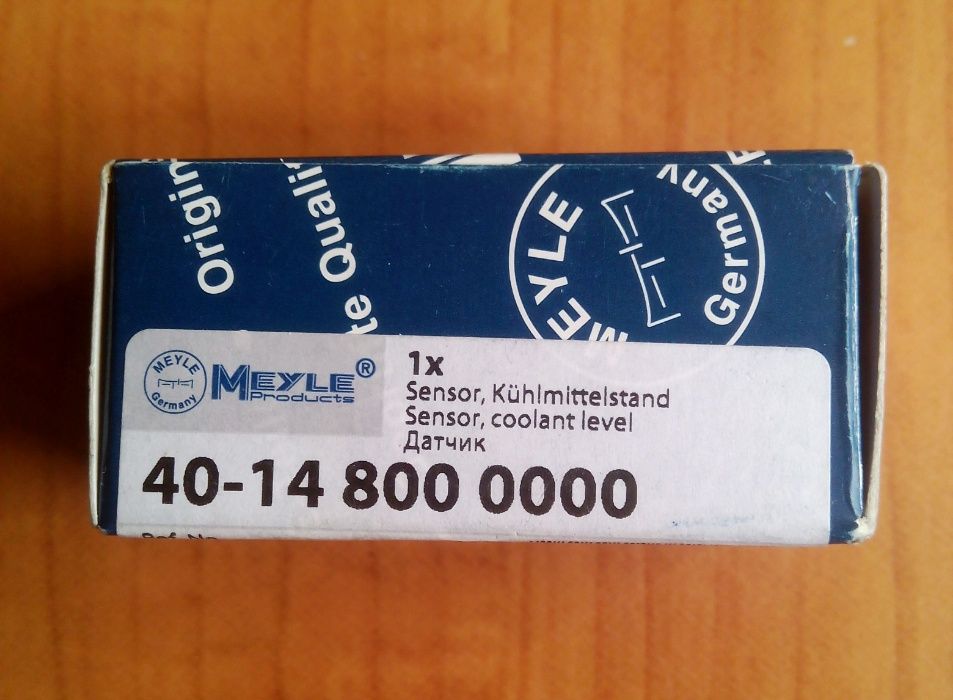 Origin
te Quali
MEYLE
Germany
MEYLE
Germany
MEYLE®
Products
1x
Sensor, Kühlmittelstand
Sensor, coolant level
Датчик
40-14 800 0000